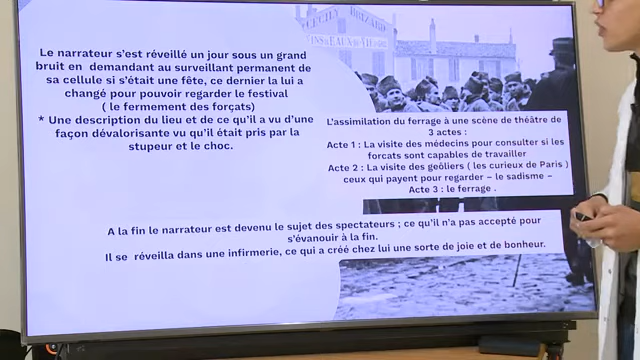 CECITY BRIZARD
Le narrateur s'est réveillé un jour sous un grand
bruit en demandant au surveillant permanent de
sa cellule si s'était une fête, ce dernier la lui a
changé pour pouvoir regarder le festival
( le fermement des forçats)
* Une description du lieu et de ce qu'il a vu d'une
façon dévalorisante vu qu'il était pris par la
stupeur et le choc.
L'assimilation du ferrage à une scène de théâtre de
3 actes :
Acte 1 : La visite des médecins pour consulter si les
forcats sont capables de travailler
Acte 2 : La visite des geôliers ( les curieux de Paris )
ceux qui payent pour regarder – le sadisme –
Acte 3 : le ferrage .
A la fin le narrateur est devenu le sujet des spectateurs ; ce qu'il n'a pas accepté pour
s'évanouir à la fin.
Il se réveilla dans une infirmerie, ce qui a créé chez lui une sorte de joie et de bonheur.